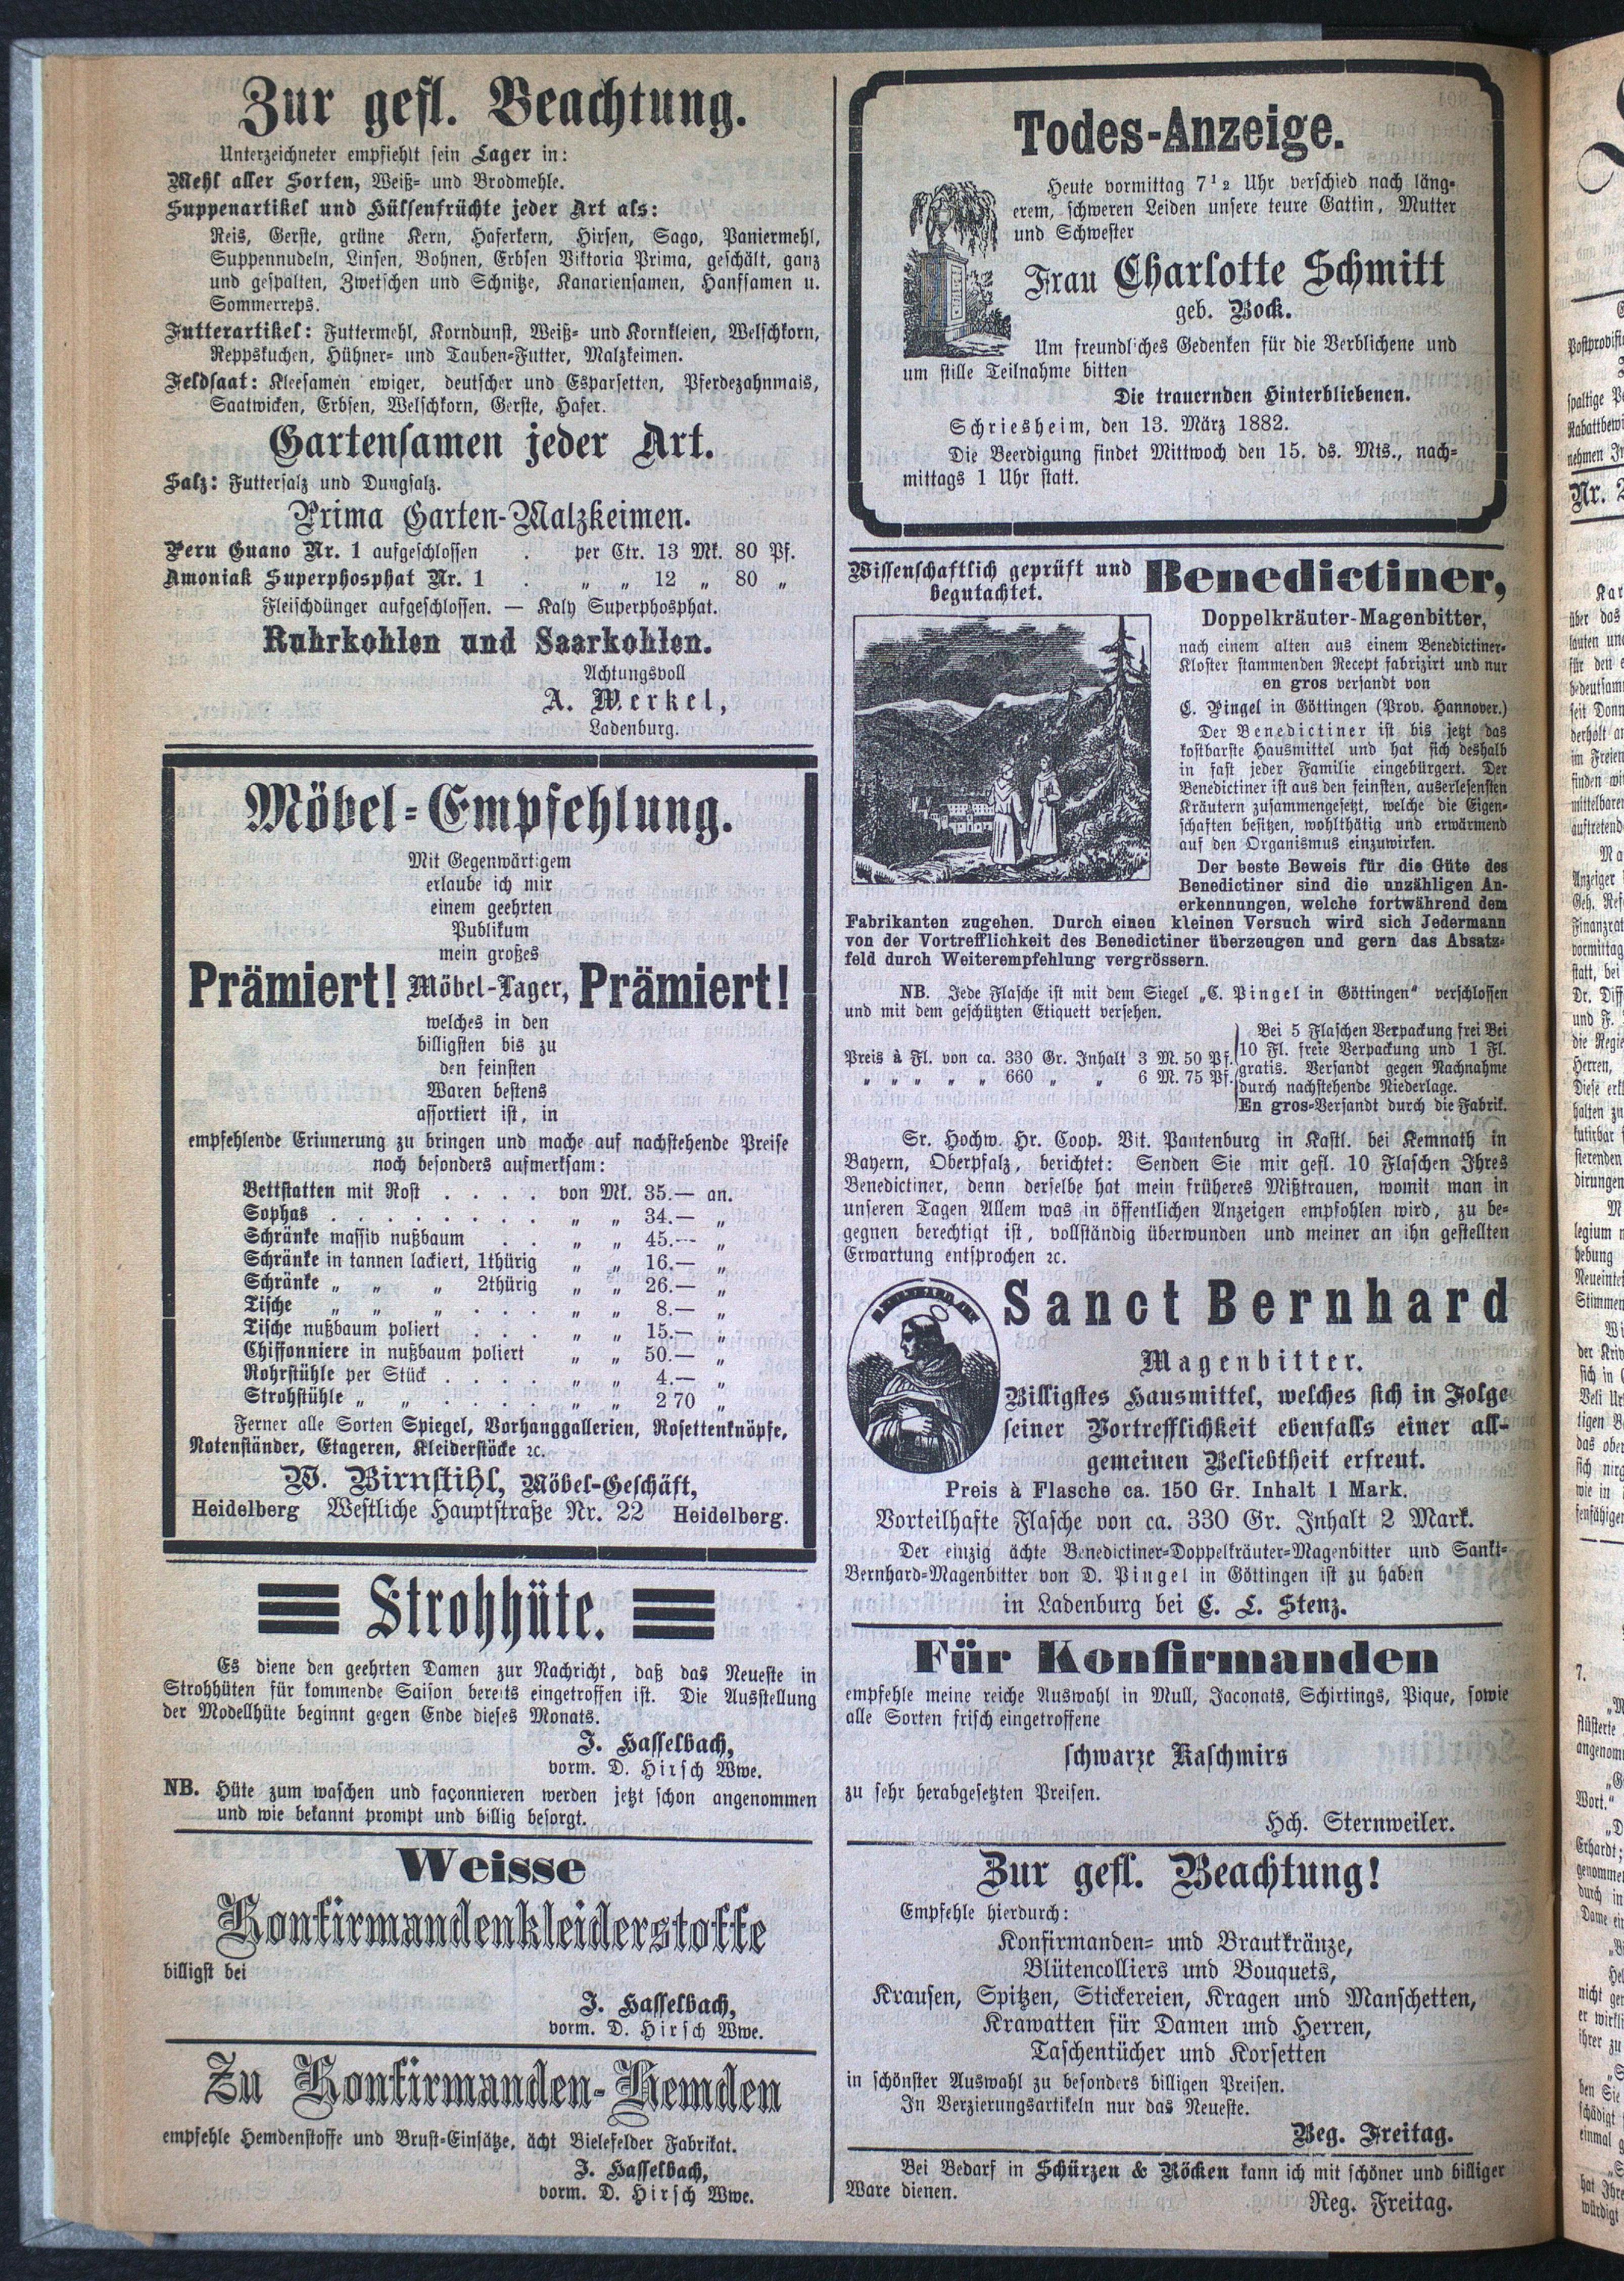 Zur gefl. Beachtung.
Unterzeichneter empfiehlt sein Lager in:
Mehl aller Sorten, Weiß= und Brodmehle.
Suppenartikel und Hülsenfrüchte jeder Art als:
Reis, Gerste, grüne Kern, Haferkern, Hirsen, Sago, Paniermehl,
Suppennudeln, Linsen, Bohnen, Erbsen Viktoria Prima, geschält, ganz
und gespalten, Zwetschen und Schnitze, Kanariensamen, Hanfsamen u.
Sommerreps.
Futterartikel: Futtermehl, Korndunst, Weiß= und Kornkleien, Welschkorn,
Reppskuchen, Hühner= und Tauben=Futter, Malzkeimen.
Feldsaat: Kleesamen ewiger, deutscher und Esparsetten, Pferdezahnmais,
Saatwicken, Erbsen, Welschkorn, Gerste, Hafer.
Gartensamen jeder Art.
Salz: Futtersalz und Dungsalz.
Prima Garten-Malzkeimen.
Peru Guano Nr. 1 aufgeschlossen . per Ctr. 13 Mk. 80 Pf.
Amoniak Superphosphat Nr. 1 . „ „ 12 „ 80 „
Fleischdünger aufgeschlossen. — Kaly Superphosphat.
Ruhrkohlen und Saarkohlen.
Achtungsvoll
A. Merkel,
Ladenburg.
Möbel=Empfehlung.
Mit Gegenwärtigem
erlaube ich mir
einem geehrten
Publikum
mein großes
Prämiert! Möbel-Lager, Prämiert!
welches in den
billigsten bis zu
den feinsten
Waren bestens
assortiert ist, in
empfehlende Erinnerung zu bringen und mache auf nachstehende Preise
noch besonders aufmerksam:
Bettstatten mit Rost . . . . von Mk. 35.— an.
Sophas . . . . . . . . „ „ 34.— „
Schränke massiv nußbaum . . „ „ 45.— „
Schränke in tannen lackiert, 1thürig „ „ 16.— „
Schränke „ „ „ 2thürig „ „ 26.— „
Tische „ „ „ . . . „ „ 8.— „
Tische nußbaum poliert . . . „ „ 15.— „
Chiffonniere in nußbaum poliert „ „ 50.— „
Rohrstühle per Stück . . . . „ „ 4.— „
Strohstühle „ „ . . . . „ „ 2 70 „
Ferner alle Sorten Spiegel, Vorhanggallerien, Rosettenknöpfe,
Notenständer, Etageren, Kleiderstöcke ꝛc.
W. Birnstihl, Möbel-Geschäft,
Heidelberg Westliche Hauptstraße Nr. 22 Heidelberg.
Strohhüte.
Es diene den geehrten Damen zur Nachricht, daß das Neueste in
Strohhüten für kommende Saison bereits eingetroffen ist. Die Ausstellung
der Modellhüte beginnt gegen Ende dieses Monats.
J. Hasselbach,
vorm. D. Hirsch Wwe.
NB. Hüte zum waschen und façonnieren werden jetzt schon angenommen
und wie bekannt prompt und billig besorgt.
Weisse
Konfirmandenkleiderstoffe
billigst bei
J. Hasselbach,
vorm. D. Hirsch Wwe.
Zu Konfirmanden-Hemden
empfehle Hemdenstoffe und Brust=Einsätze, ächt Bielefelder Fabrikat.
J. Hasselbach,
vorm. D. Hirsch Wwe.
Todes-Anzeige.
Heute vormittag 7 1/2 Uhr verschied nach läng=
erem, schweren Leiden unsere teure Gattin, Mutter
und Schwester
Frau Charlotte Schmitt
geb. Bock.
Um freundliches Gedenken für die Verblichene und
um stille Teilnahme bitten
Die trauernden Hinterbliebenen.
Schriesheim, den 13. März 1882.
Die Beerdigung findet Mittwoch den 15. ds. Mts., nach=
mittags 1 Uhr statt.
Wissenschaftlich geprüft und
begutachtet.
Benedictiner,
Doppelkräuter-Magenbitter,
nach einem alten aus einem Benedictiner=
Kloster stammenden Recept fabrizirt und nur
en gros versandt von
C. Pingel in Göttingen (Prov. Hannover.)
Der Benedictiner ist bis jetzt das
kostbarste Hausmittel und hat sich deshalb
in fast jeder Familie eingebürgert. Der
Benedictiner ist aus den feinsten, auserlesensten
Kräutern zusammengesetzt, welche die Eigen=
schaften besitzen, wohlthätig und erwärmend
auf den Organismus einzuwirken.
Der beste Beweis für die Güte des
Benedictiner sind die unzähligen An-
erkennungen, welche fortwährend dem
Fabrikanten zugehen. Durch einen kleinen Versuch wird sich Jedermann
von der Vortrefflichkeit des Benedictiner überzeugen und gern das Absatz-
feld durch Weiterempfehlung vergrössern.
NB. Jede Flasche ist mit dem Siegel „C. Pingel in Göttingen“ verschlossen
und mit dem geschützten Etiquett versehen.
Preis à Fl. von ca. 330 Gr. Inhalt 3 M. 50 Pf.
„ „ „ „ „ 660 „ „ 6 M. 75 Pf.
Bei 5 Flaschen Verpackung frei Bei
10 Fl. freie Verpackung und 1 Fl.
gratis. Versandt gegen Nachnahme
durch nachstehende Niederlage.
En gros=Versandt durch die Fabrik.
Sr. Hochw. Hr. Coop. Vit. Pantenburg in Kastl. bei Kemnath in
Bayern, Oberpfalz, berichtet: Senden Sie mir gefl. 10 Flaschen Ihres
Benedictiner, denn derselbe hat mein früheres Mißtrauen, womit man in
unseren Tagen Allem was in öffentlichen Anzeigen empfohlen wird, zu be=
gegnen berechtigt ist, vollständig überwunden und meiner an ihn gestellten
Erwartung entsprochen ꝛc.
Sanct Bernhard
Magenbitter.
Billigstes Hausmittel, welches sich in Folge
seiner Vortrefflichkeit ebenfalls einer all-
gemeinen Beliebtheit erfreut.
Preis à Flasche ca. 150 Gr. Inhalt 1 Mark.
Vorteilhafte Flasche von ca. 330 Gr. Inhalt 2 Mark.
Der einzig ächte Benedictiner=Doppelkräuter=Magenbitter und Sankt=
Bernhard=Magenbitter von D. Pingel in Göttingen ist zu haben
in Ladenburg bei C. L. Stenz.
Für Konfirmanden
empfehle meine reiche Auswahl in Mull, Jaconats, Schirtings, Pique, sowie
alle Sorten frisch eingetroffene
schwarze Kaschmirs
zu sehr herabgesetzten Preisen.
Hch. Sternweiler.
Zur gefl. Beachtung!
Empfehle hierdurch:
Konfirmanden= und Brautkränze,
Blütencolliers und Bouquets,
Krausen, Spitzen, Stickereien, Kragen und Manschetten,
Krawatten für Damen und Herren,
Taschentücher und Korsetten
in schönster Auswahl zu besonders billigen Preisen.
In Verzierungsartikeln nur das Neueste.
Reg. Freitag.
Bei Bedarf in Schürzen & Röcken kann ich mit schöner und billiger
Ware dienen.
Reg. Freitag.